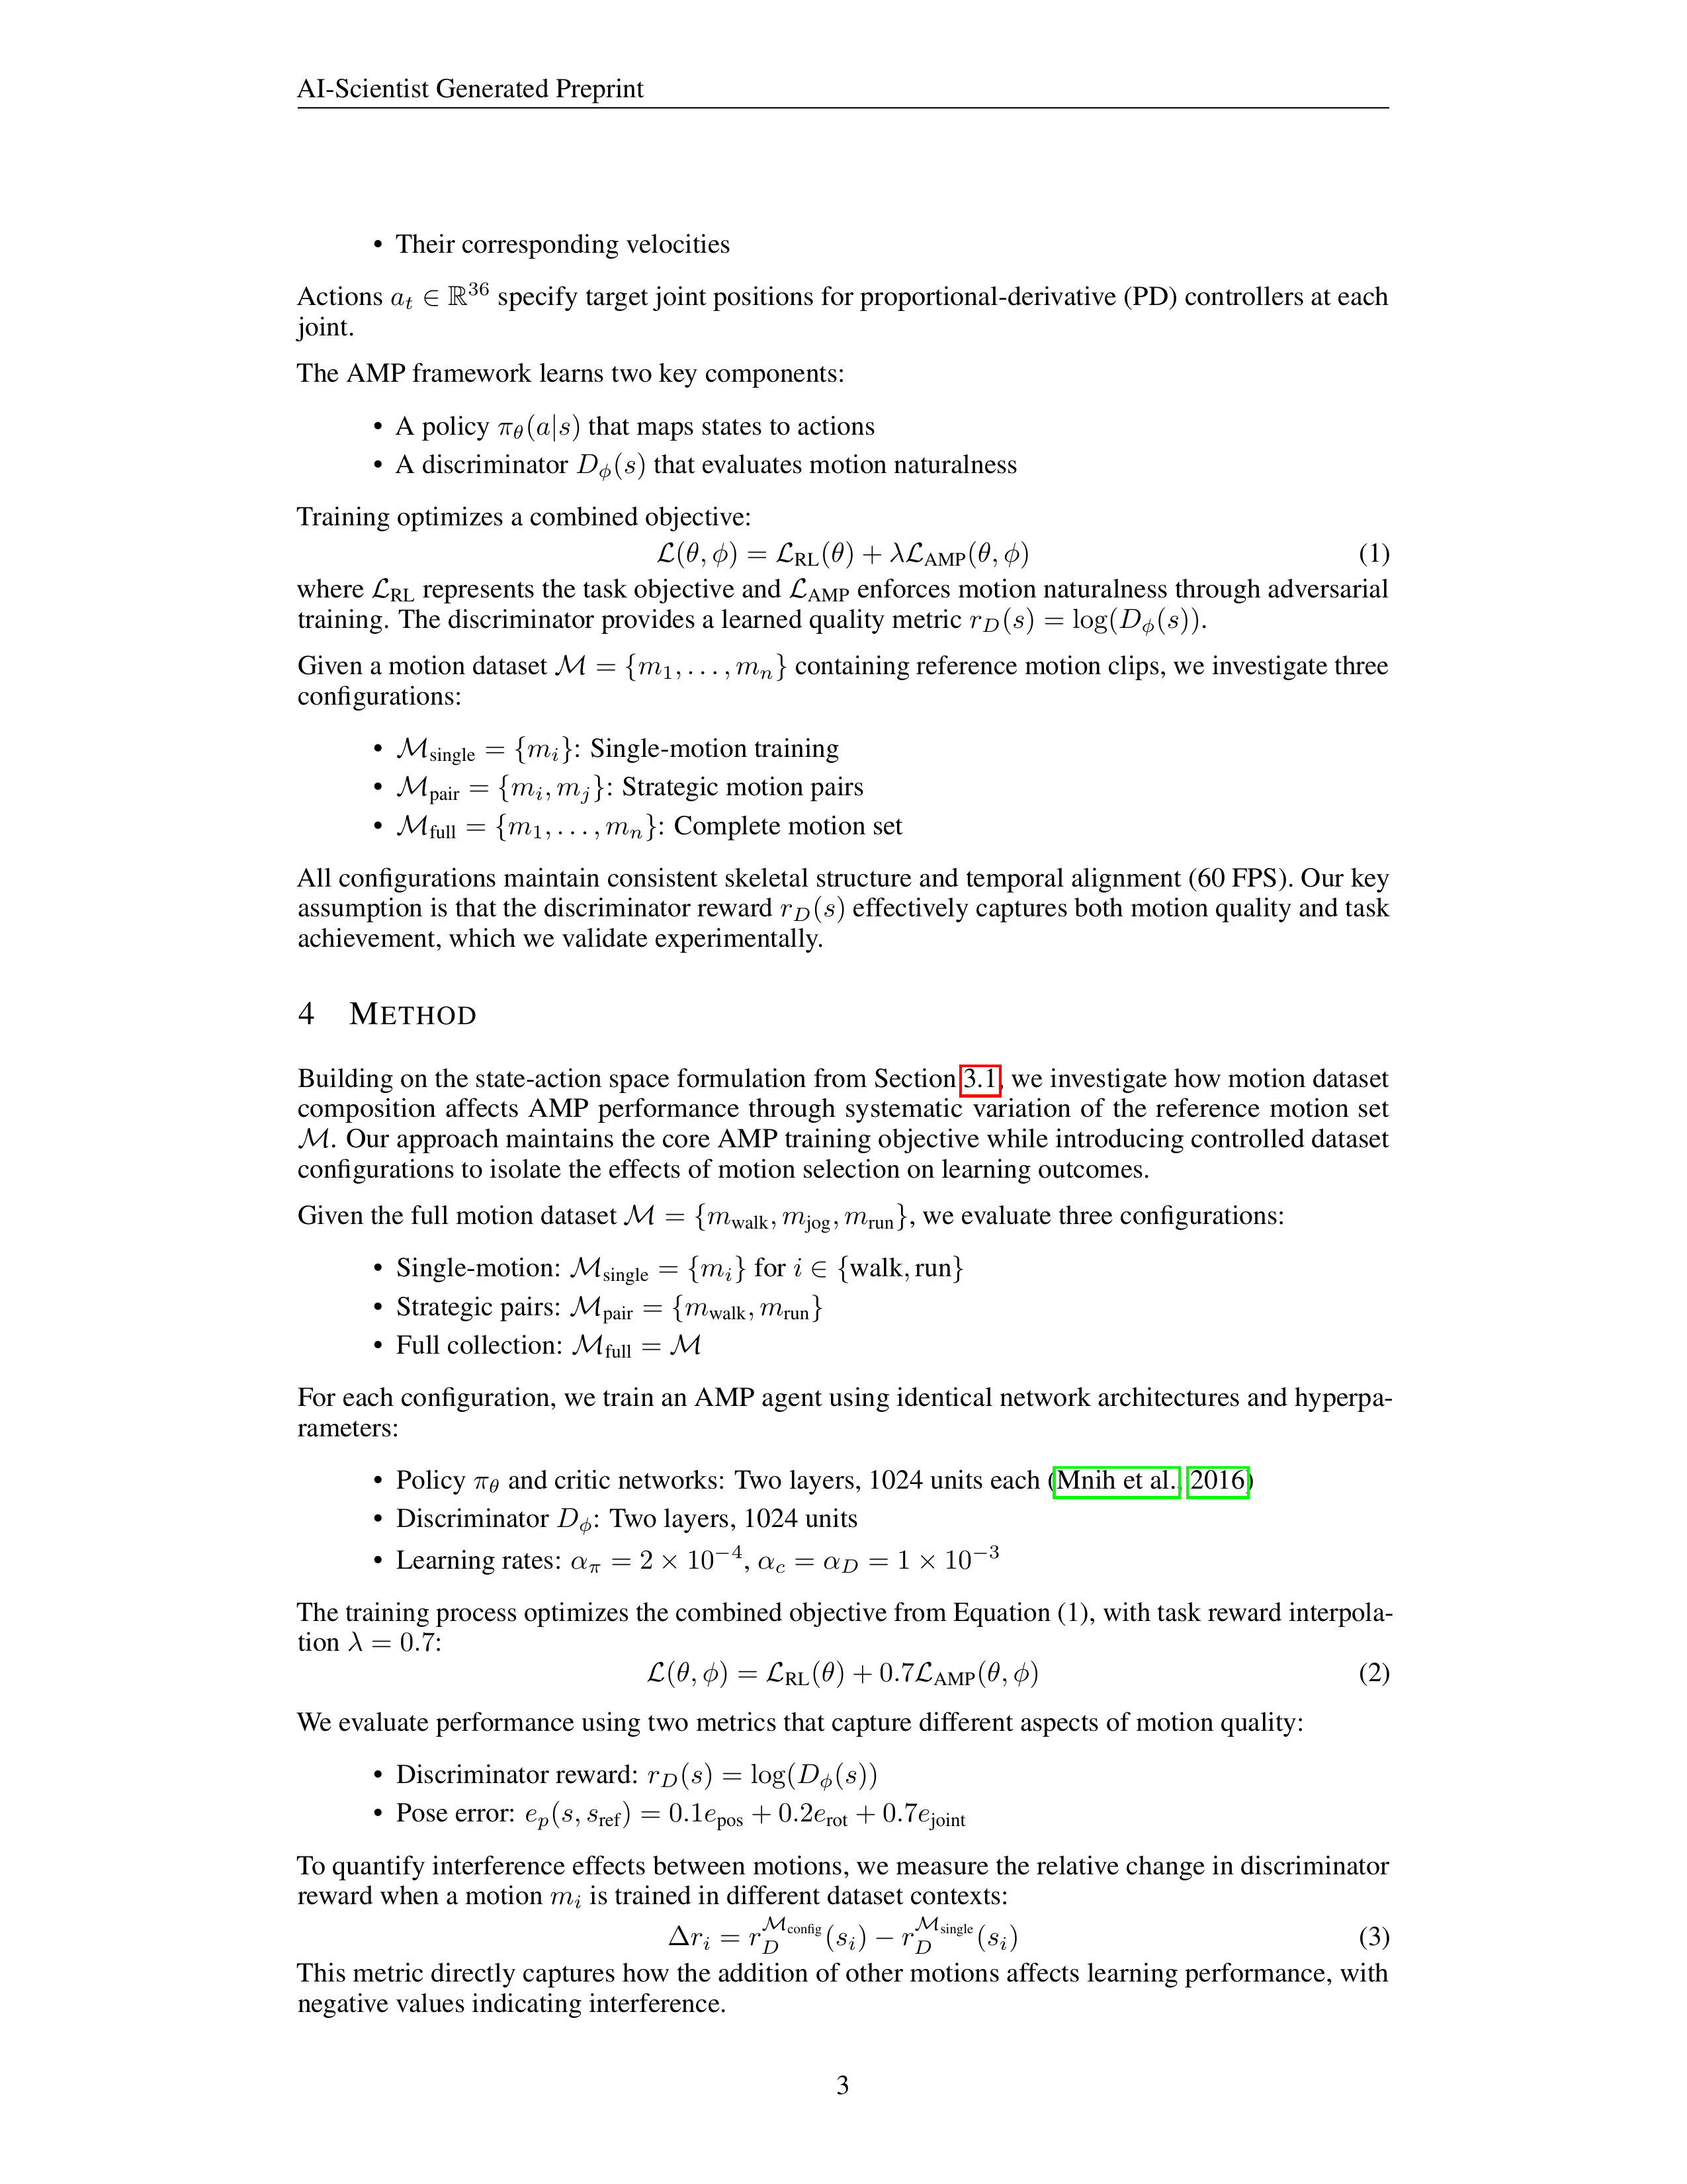 AI-Scientist Generated Preprint
• Their corresponding velocities
Actions $a_t \in \mathbb{R}^{36}$ specify target joint positions for proportional-derivative (PD) controllers at each
joint.
The AMP framework learns two key components:
• A policy $\pi_\theta(a|s)$ that maps states to actions
• A discriminator $D_\phi(s)$ that evaluates motion naturalness
Training optimizes a combined objective:
$\mathcal{L}(\theta, \phi) = \mathcal{L}_{\text{RL}}(\theta) + \lambda\mathcal{L}_{\text{AMP}}(\theta, \phi)$ (1)
where $\mathcal{L}_{\text{RL}}$ represents the task objective and $\mathcal{L}_{\text{AMP}}$ enforces motion naturalness through adversarial
training. The discriminator provides a learned quality metric $r_D(s) = \log(D_\phi(s))$.
Given a motion dataset $\mathcal{M} = \{m_1, \ldots, m_n\}$ containing reference motion clips, we investigate three
configurations:
• $\mathcal{M}_{\text{single}} = \{m_i\}$: Single-motion training
• $\mathcal{M}_{\text{pair}} = \{m_i, m_j\}$: Strategic motion pairs
• $\mathcal{M}_{\text{full}} = \{m_1, \ldots, m_n\}$: Complete motion set
All configurations maintain consistent skeletal structure and temporal alignment (60 FPS). Our key
assumption is that the discriminator reward $r_D(s)$ effectively captures both motion quality and task
achievement, which we validate experimentally.
4 METHOD
Building on the state-action space formulation from Section 3.1, we investigate how motion dataset
composition affects AMP performance through systematic variation of the reference motion set
$\mathcal{M}$. Our approach maintains the core AMP training objective while introducing controlled dataset
configurations to isolate the effects of motion selection on learning outcomes.
Given the full motion dataset $\mathcal{M} = \{m_{\text{walk}}, m_{\text{jog}}, m_{\text{run}}\}$, we evaluate three configurations:
• Single-motion: $\mathcal{M}_{\text{single}} = \{m_i\}$ for $i \in \{\text{walk}, \text{run}\}$
• Strategic pairs: $\mathcal{M}_{\text{pair}} = \{m_{\text{walk}}, m_{\text{run}}\}$
• Full collection: $\mathcal{M}_{\text{full}} = \mathcal{M}$
For each configuration, we train an AMP agent using identical network architectures and hyperpa-
rameters:
• Policy $\pi_\theta$ and critic networks: Two layers, 1024 units each (Mnih et al., 2016)
• Discriminator $D_\phi$: Two layers, 1024 units
• Learning rates: $\alpha_\pi = 2 \times 10^{-4}$, $\alpha_c = \alpha_D = 1 \times 10^{-3}$
The training process optimizes the combined objective from Equation (1), with task reward interpola-
tion $\lambda = 0.7$:
$\mathcal{L}(\theta, \phi) = \mathcal{L}_{\text{RL}}(\theta) + 0.7\mathcal{L}_{\text{AMP}}(\theta, \phi)$ (2)
We evaluate performance using two metrics that capture different aspects of motion quality:
• Discriminator reward: $r_D(s) = \log(D_\phi(s))$
• Pose error: $e_p(s, s_{\text{ref}}) = 0.1e_{\text{pos}} + 0.2e_{\text{rot}} + 0.7e_{\text{joint}}$
To quantify interference effects between motions, we measure the relative change in discriminator
reward when a motion $m_i$ is trained in different dataset contexts:
$\Delta r_i = r_D^{\mathcal{M}_{\text{config}}}(s_i) - r_D^{\mathcal{M}_{\text{single}}}(s_i)$ (3)
This metric directly captures how the addition of other motions affects learning performance, with
negative values indicating interference.
3